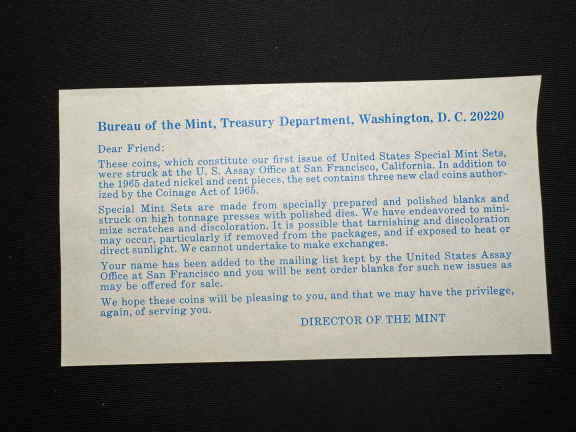 Bureau of the Mint, Treasury Department, Washington, D. C. 20220
Dear Friend:
These coins, which constitute our first issue of United States Special Mint Sets,
were struck at the U. S. Assay Office at San Francisco, California. In addition to
the 1965 dated nickel and cent pieces, the set contains three new clad coins author-
ized by the Coinage Act of 1965.
Special Mint Sets are made from specially prepared and polished blanks and
struck on high tonnage presses with polished dies. We have endeavored to mini-
mize scratches and discoloration. It is possible that tarnishing and discoloration
may occur, particularly if removed from the packages, and if exposed to heat or
direct sunlight. We cannot undertake to make exchanges.
Your name has been added to the mailing list kept by the United States Assay
Office at San Francisco and you will be sent order blanks for such new issues as
may be offered for sale.
We hope these coins will be pleasing to you, and that we may have the privilege,
again, of serving you.
DIRECTOR OF THE MINT